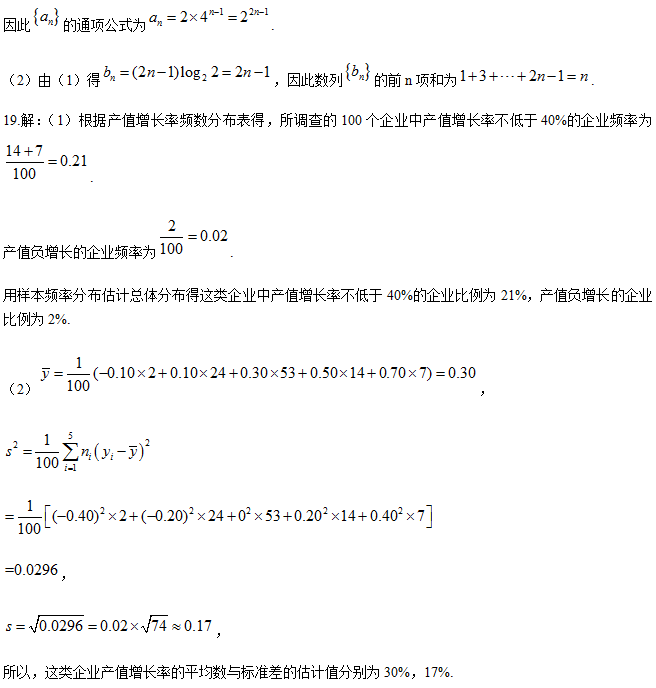 因此{aₙ}的通项公式为aₙ=2×4ⁿ⁻¹=2²ⁿ⁻¹.
（2）由（1）得bₙ=(2n−1)log₂2=2n−1，因此数列{bₙ}的前n项和为1+3+⋯+2n−1=n.
19.解:（1）根据产值增长率频数分布表得，所调查的100个企业中产值增长率不低于40%的企业频率为
(14+7)/100=0.21.
产值负增长的企业频率为2/100=0.02.
用样本频率分布估计总体分布得这类企业中产值增长率不低于40%的企业比例为21%，产值负增长的企业
比例为2%.
（2）y̅=1/100(−0.10×2+0.10×24+0.30×53+0.50×14+0.70×7)=0.30，
s²=1/100∑ᵢ₌₁⁵nᵢ(yᵢ−y̅)²
=1/100[(−0.40)²×2+(−0.20)²×24+0²×53+0.20²×14+0.40²×7]
=0.0296，
s=√0.0296=0.02×√74≈0.17，
所以，这类企业产值增长率的平均数与标准差的估计值分别为30%，17%.